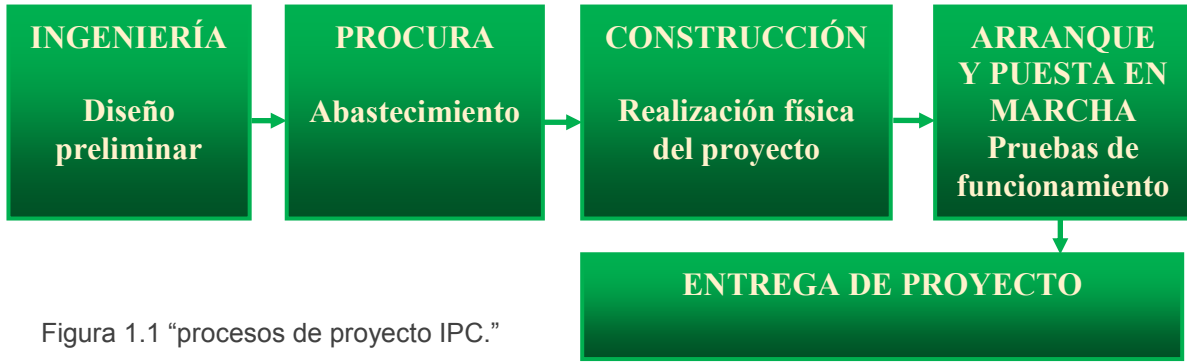 INGENIERÍA
Diseño
preliminar
PROCURA
Abastecimiento
CONSTRUCCIÓN
Realización física
del proyecto
ARRANQUE
Y PUESTA EN
MARCHA
Pruebas de
funcionamiento
ENTREGA DE PROYECTO
Figura 1.1 “procesos de proyecto IPC.”